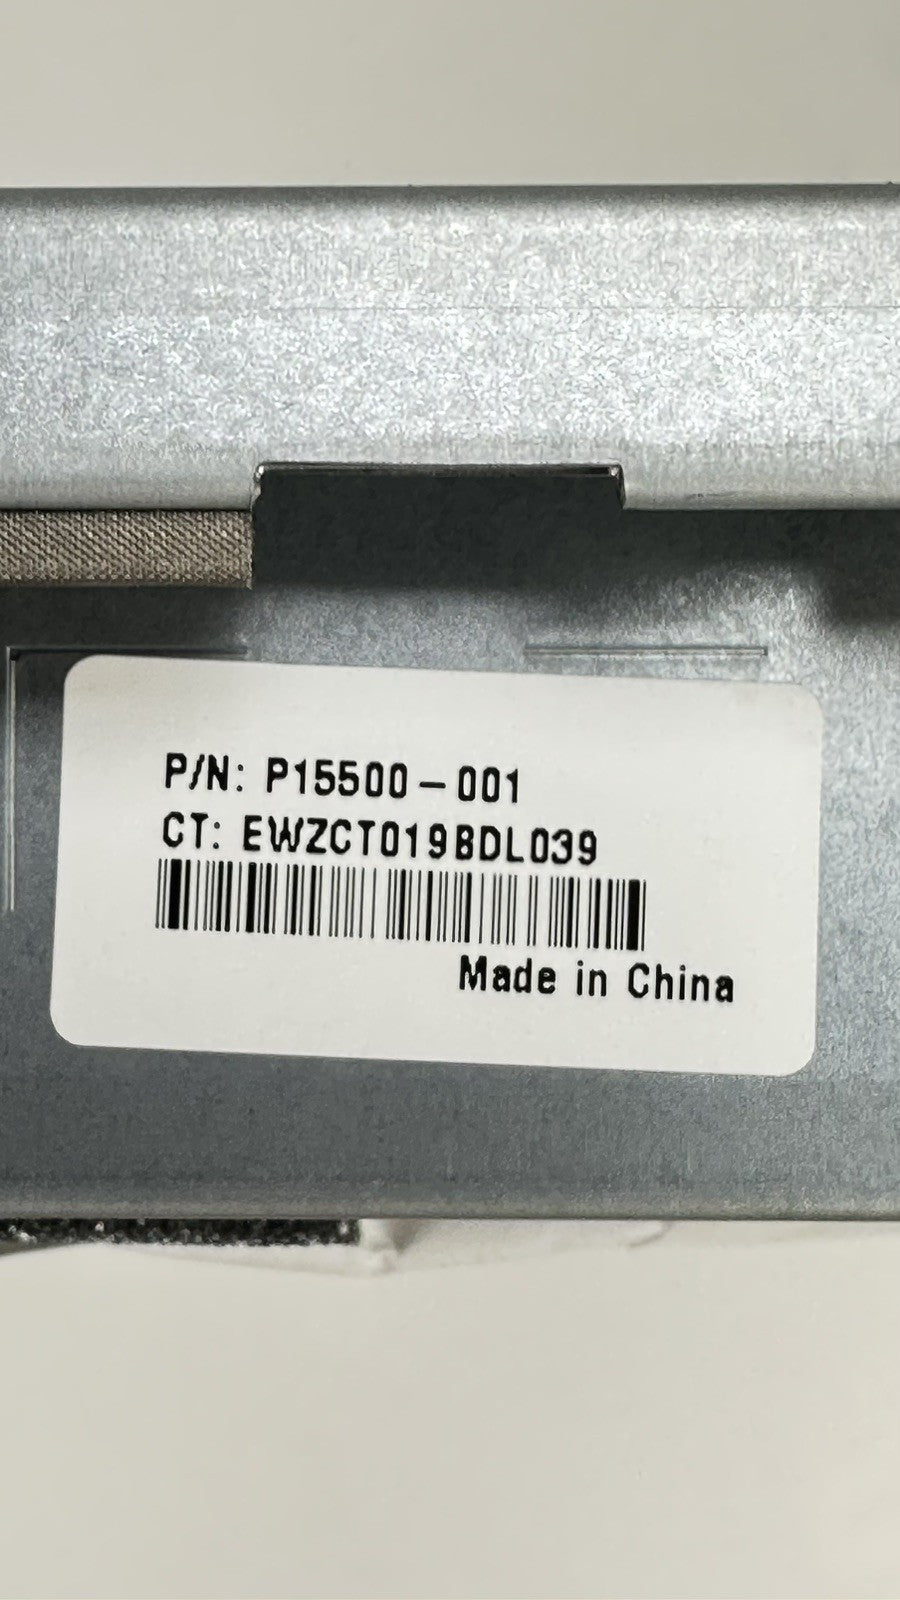 P/N: P15500-001
CT: EWZCT019BDL039
Made in China